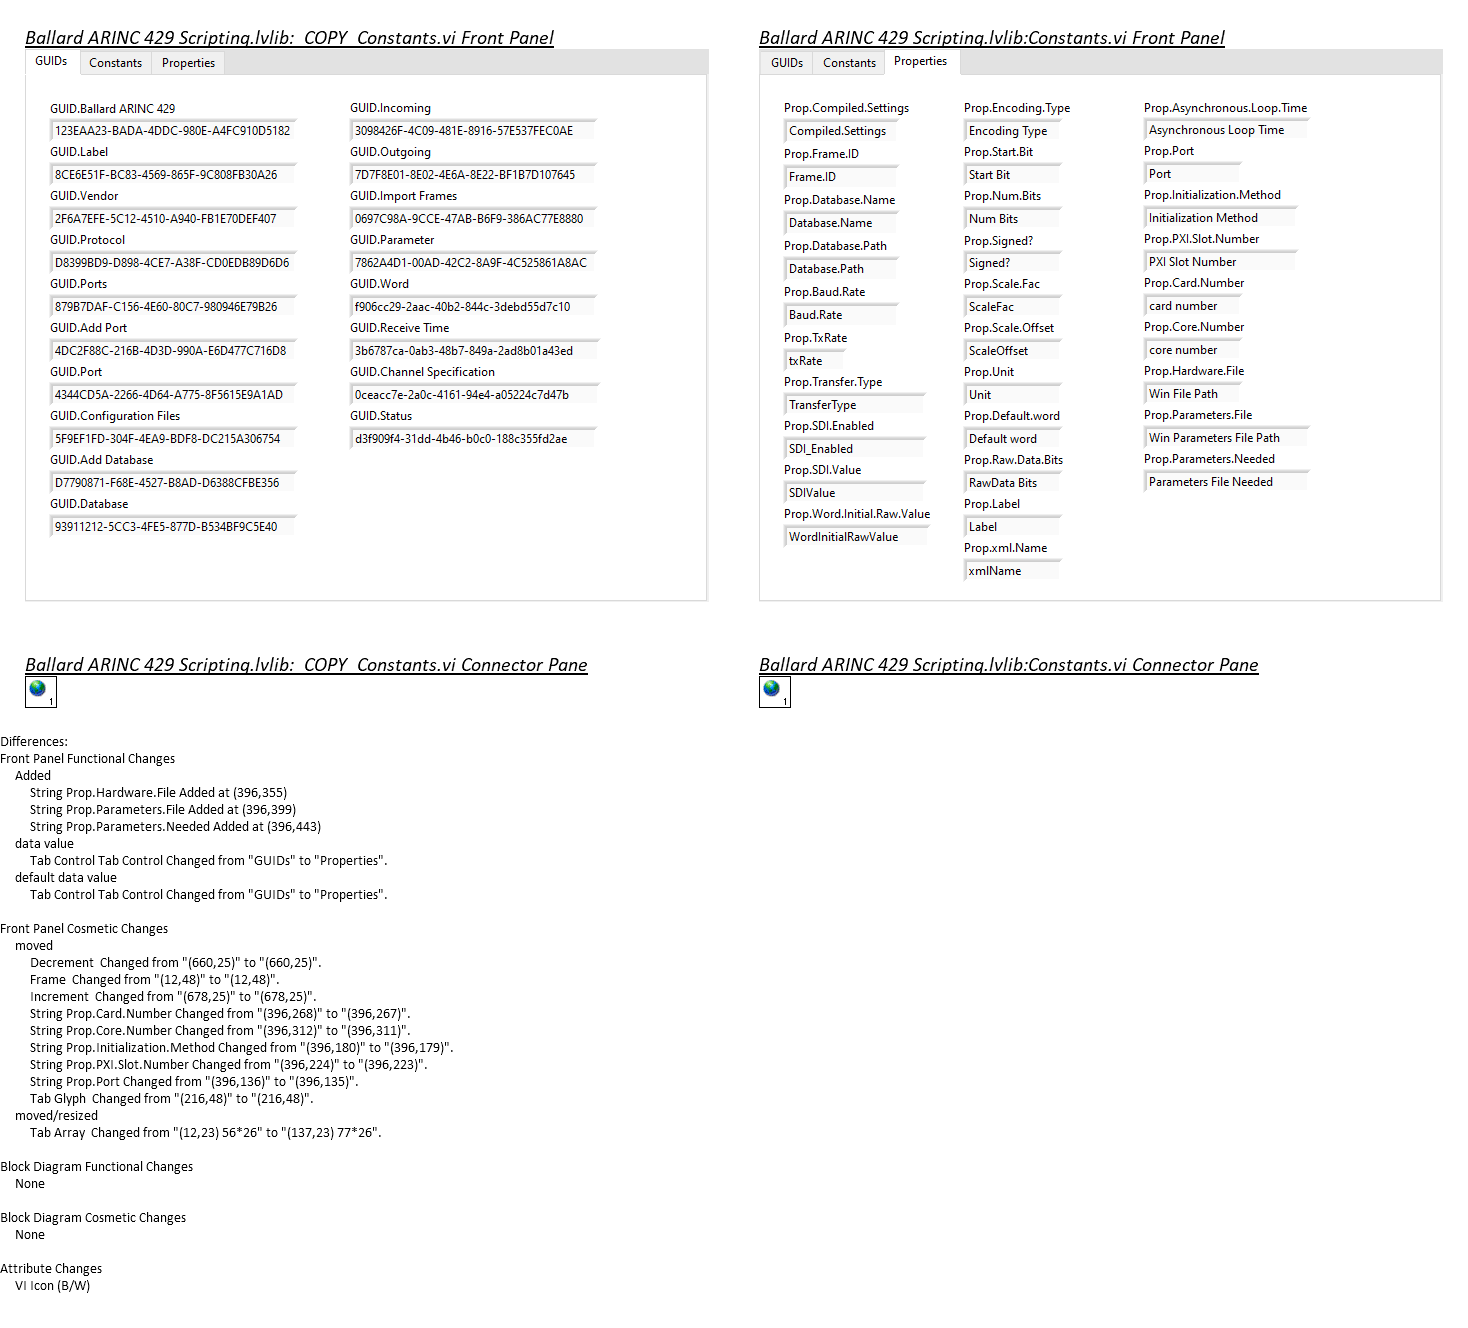 Ballard ARINC 429 Scripting.lvlib:_COPY_Constants.vi Front Panel
GUIDs Constants Properties
GUID.Ballard ARINC 429
123EAA23-BADA-4DDC-980E-A4FC910D5182
GUID.Label
8CE6E51F-BC83-4569-865F-9C808FB30A26
GUID.Vendor
2F6A7EFE-5C12-4510-A940-FB1E70DEF407
GUID.Protocol
D8399BD9-D898-4CE7-A38F-CD0EDB89D6D6
GUID.Ports
879B7DAF-C156-4E60-80C7-980946E79B26
GUID.Add Port
4DC2F88C-216B-4D3D-990A-E6D477C716D8
GUID.Port
4344CD5A-2266-4D64-A775-8F5615E9A1AD
GUID.Configuration Files
5F9EF1FD-304F-4EA9-BDF8-DC215A306754
GUID.Add Database
D7790871-F68E-4527-B8AD-D6388CFBE356
GUID.Database
93911212-5CC3-4FE5-877D-B534BF9C5E40
GUID.Incoming
3098426F-4C09-481E-8916-57E537FEC0AE
GUID.Outgoing
7D7F8E01-8E02-4E6A-8E22-BF1B7D107645
GUID.Import Frames
0697C98A-9CCE-47AB-B6F9-386AC77E8880
GUID.Parameter
7862A4D1-00AD-42C2-8A9F-4C525861A8AC
GUID.Word
f906cc29-2aac-40b2-844c-3debd55d7c10
GUID.Receive Time
3b6787ca-0ab3-48b7-849a-2ad8b01a43ed
GUID.Channel Specification
0ceacc7e-2a0c-4161-94e4-a05224c7d47b
GUID.Status
d3f909f4-31dd-4b46-b0c0-188c355fd2ae
Ballard ARINC 429 Scripting.lvlib:Constants.vi Front Panel
GUIDs Constants Properties
Prop.Compiled.Settings
Compiled.Settings
Prop.Frame.ID
Frame.ID
Prop.Database.Name
Database.Name
Prop.Database.Path
Database.Path
Prop.Baud.Rate
Baud.Rate
Prop.TxRate
txRate
Prop.Transfer.Type
TransferType
Prop.SDI.Enabled
SDI_Enabled
Prop.SDI.Value
SDIValue
Prop.Word.Initial.Raw.Value
WordInitialRawValue
Prop.Encoding.Type
Encoding Type
Prop.Start.Bit
Start Bit
Prop.Num.Bits
Num Bits
Prop.Signed?
Signed?
Prop.Scale.Fac
ScaleFac
Prop.Scale.Offset
ScaleOffset
Prop.Unit
Unit
Prop.Default.word
Default word
Prop.Raw.Data.Bits
RawData Bits
Prop.Label
Label
Prop.xml.Name
xmlName
Prop.Asynchronous.Loop.Time
Asynchronous Loop Time
Prop.Port
Port
Prop.Initialization.Method
Initialization Method
Prop.PXI.Slot.Number
PXI Slot Number
Prop.Card.Number
card number
Prop.Core.Number
core number
Prop.Hardware.File
Win File Path
Prop.Parameters.File
Win Parameters File Path
Prop.Parameters.Needed
Parameters File Needed
Ballard ARINC 429 Scripting.lvlib:_COPY_Constants.vi Connector Pane
1
Ballard ARINC 429 Scripting.lvlib:Constants.vi Connector Pane
1
Differences:
Front Panel Functional Changes
Added
String Prop.Hardware.File Added at (396,355)
String Prop.Parameters.File Added at (396,399)
String Prop.Parameters.Needed Added at (396,443)
data value
Tab Control Tab Control Changed from "GUIDs" to "Properties".
default data value
Tab Control Tab Control Changed from "GUIDs" to "Properties".
Front Panel Cosmetic Changes
moved
Decrement  Changed from "(660,25)" to "(660,25)".
Frame  Changed from "(12,48)" to "(12,48)".
Increment  Changed from "(678,25)" to "(678,25)".
String Prop.Card.Number Changed from "(396,268)" to "(396,267)".
String Prop.Core.Number Changed from "(396,312)" to "(396,311)".
String Prop.Initialization.Method Changed from "(396,180)" to "(396,179)".
String Prop.PXI.Slot.Number Changed from "(396,224)" to "(396,223)".
String Prop.Port Changed from "(396,136)" to "(396,135)".
Tab Glyph  Changed from "(216,48)" to "(216,48)".
moved/resized
Tab Array  Changed from "(12,23) 56*26" to "(137,23) 77*26".
Block Diagram Functional Changes
None
Block Diagram Cosmetic Changes
None
Attribute Changes
VI Icon (B/W)